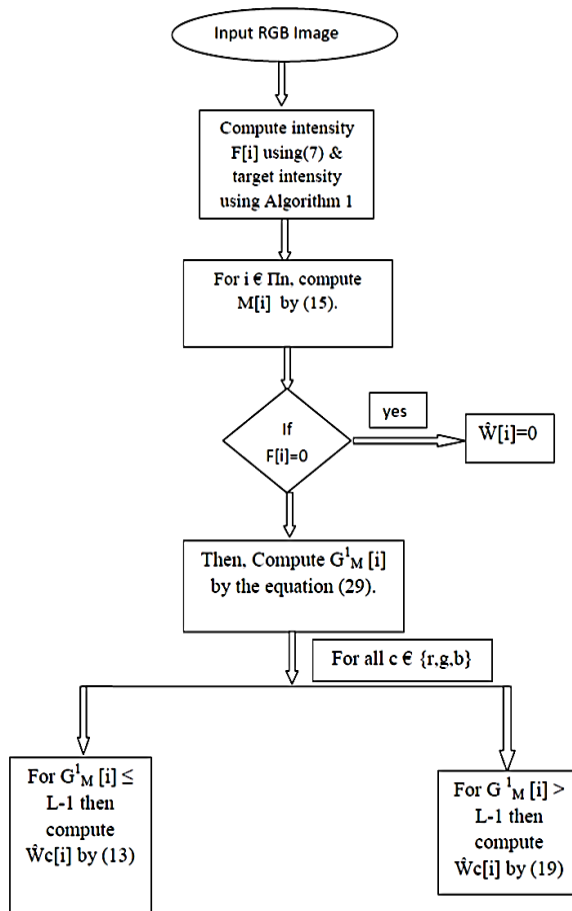 Input RGB Image
Compute intensity
F[i] using(7) &
target intensity
using Algorithm 1
For i € Πn, compute
M[i] by (15).
If
F[i]=0
yes
Ŵ[i]=0
Then, Compute G¹M [i]
by the equation (29).
For all c € {r,g,b}
For G¹M [i] ≤
L-1 then
compute
Ŵc[i] by (13)
For G ¹M [i] >
L-1 then
compute
Ŵc[i] by (19)